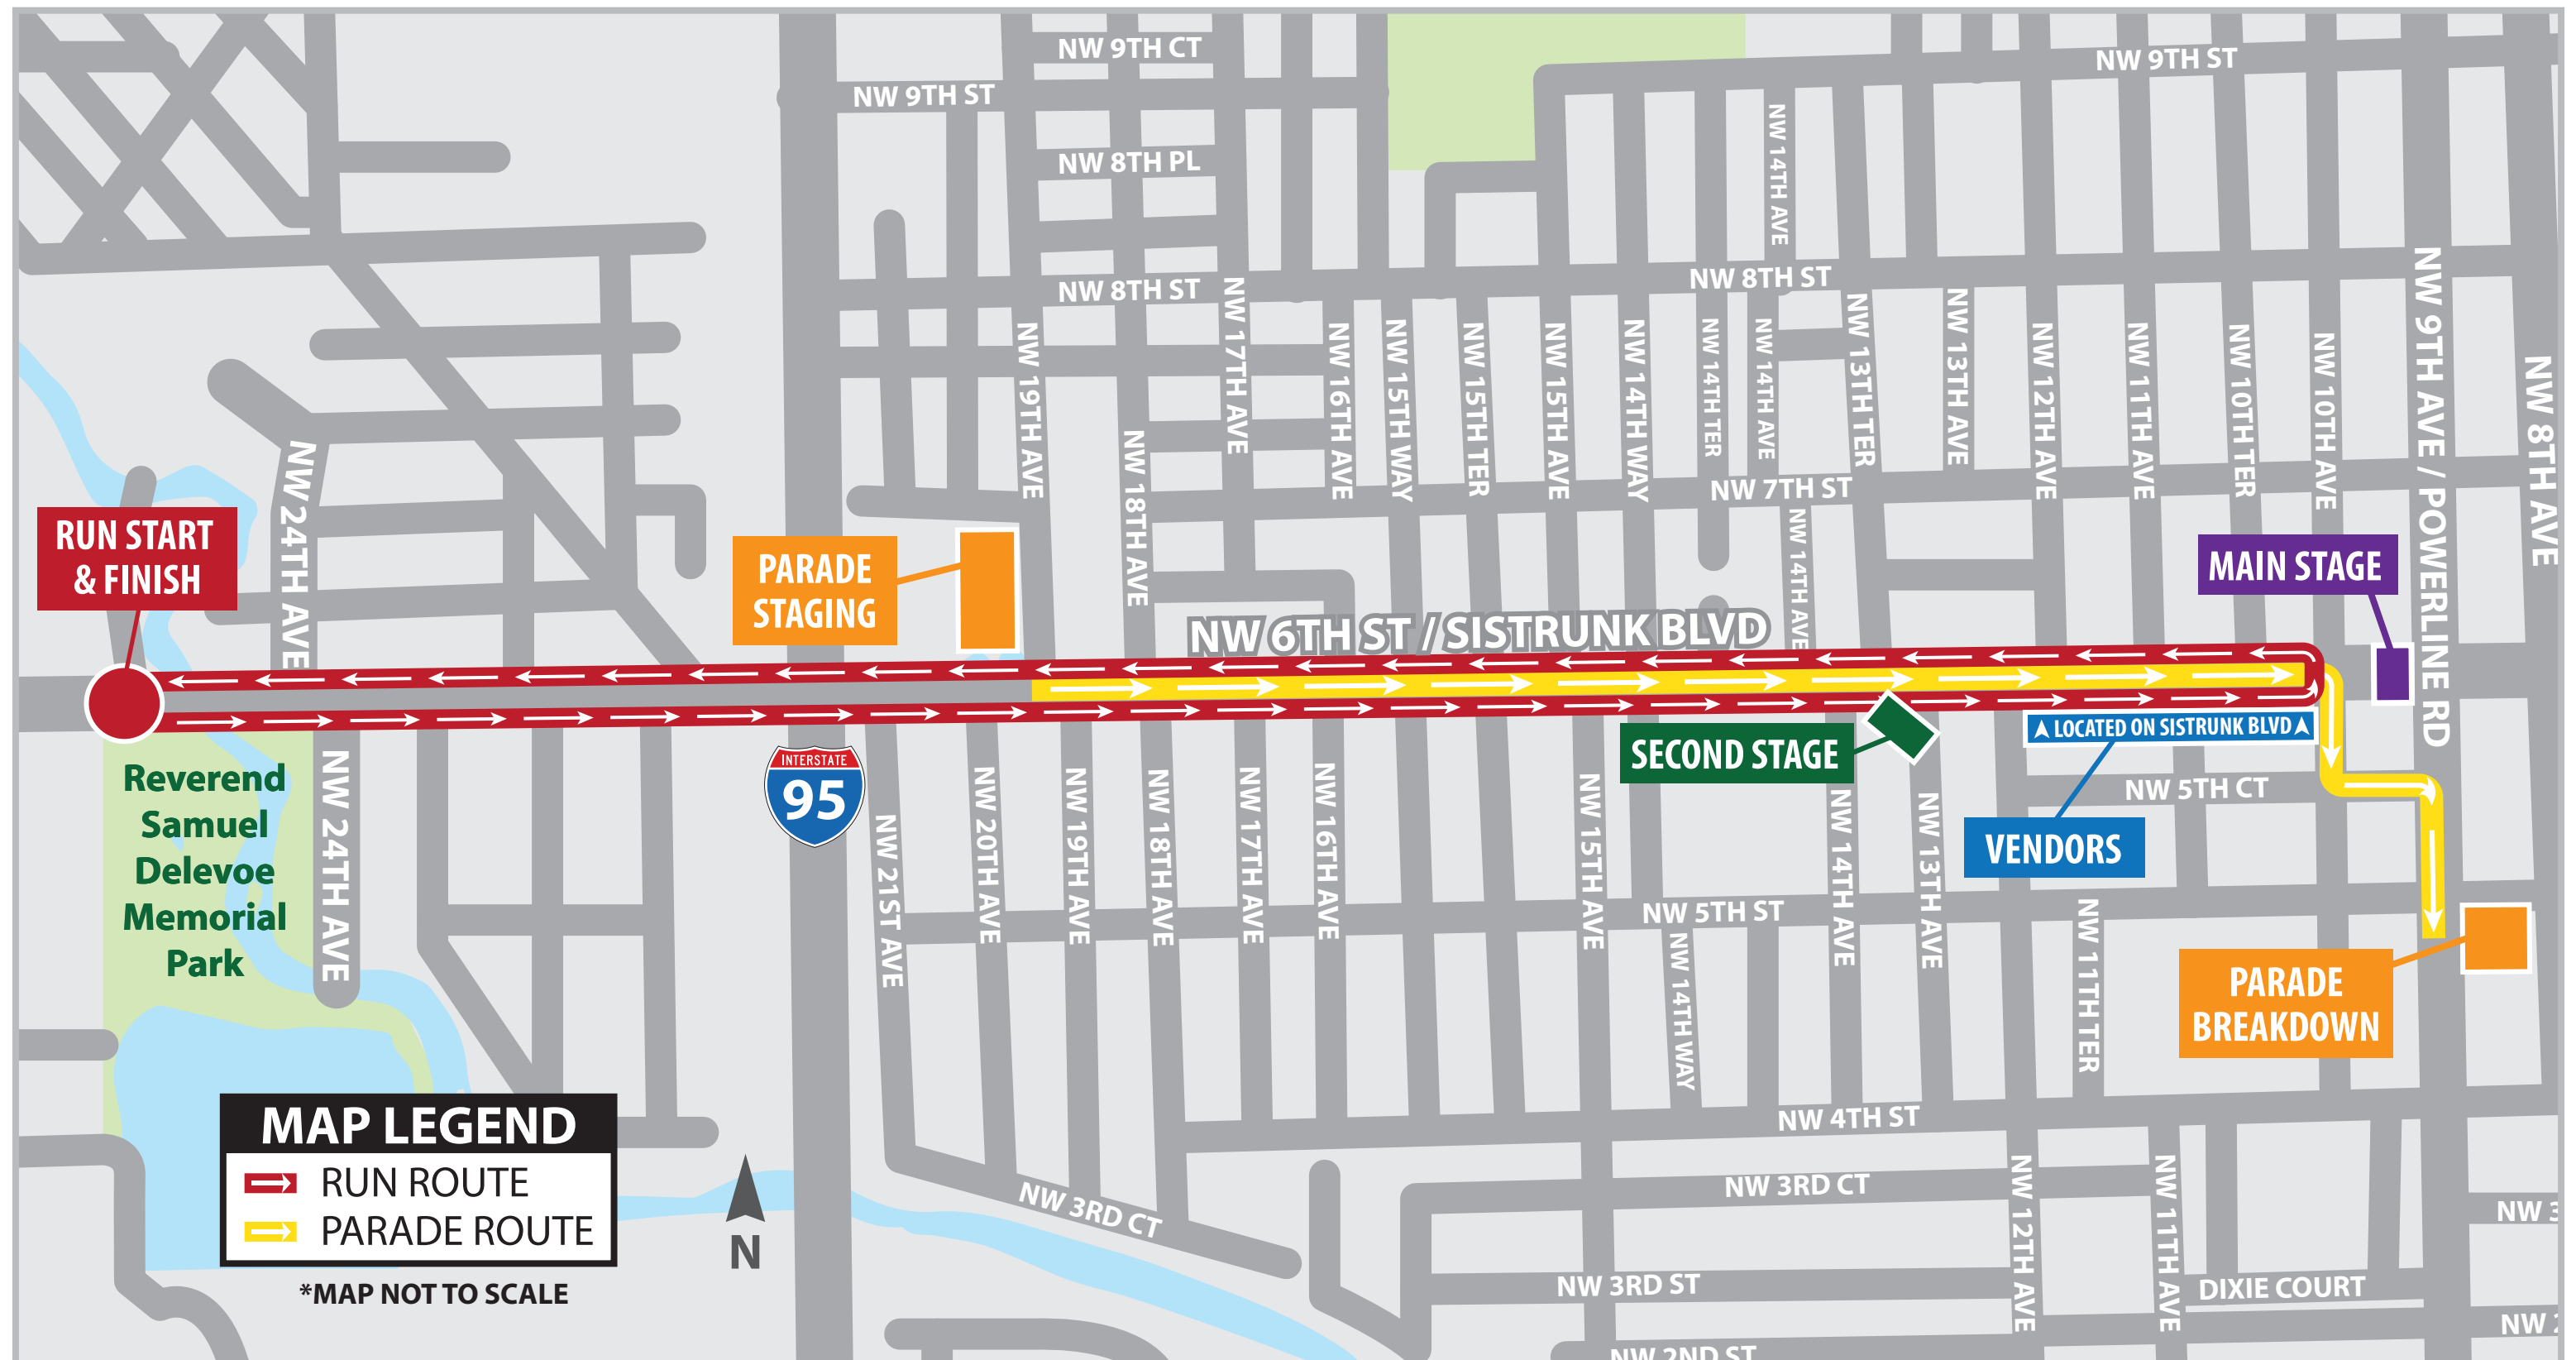 NW 9TH CT
NW 9TH ST
NW 9TH ST
NW 8TH PL
NW 14TH AVE
NW 8TH ST
NW 8TH ST
NW 19TH AVE
NW 18TH AVE
NW 17TH AVE
NW 16TH AVE
NW 15TH WAY
NW 15TH TER
NW 15TH AVE
NW 14TH WAY
NW 14TH TER
NW 14TH AVE
NW 13TH TER
NW 13TH AVE
NW 12TH AVE
NW 11TH AVE
NW 10TH TER
NW 10TH AVE
NW 9TH AVE / POWERLINE RD
NW 8TH AVE
NW 7TH ST
NW 14TH AVE
NW 24TH AVE
RUN START
& FINISH
PARADE
STAGING
MAIN STAGE
NW 6TH ST / SISTRUNK BLVD
LOCATED ON SISTRUNK BLVD
SECOND STAGE
VENDORS
NW 5TH CT
INTERSTATE
95
Reverend
Samuel
Delevoe
Memorial
Park
NW 24TH AVE
NW 21ST AVE
NW 20TH AVE
NW 19TH AVE
NW 18TH AVE
NW 17TH AVE
NW 16TH AVE
NW 15TH AVE
NW 14TH AVE
NW 13TH AVE
NW 5TH ST
NW 14TH WAY
NW 11TH TER
PARADE
BREAKDOWN
NW 4TH ST
NW 3RD CT
NW 3RD CT
NW 12TH AVE
NW 11TH AVE
NW 3
NW 3RD ST
DIXIE COURT
NW 2
NW 2ND ST
MAP LEGEND
RUN ROUTE
PARADE ROUTE
*MAP NOT TO SCALE
N